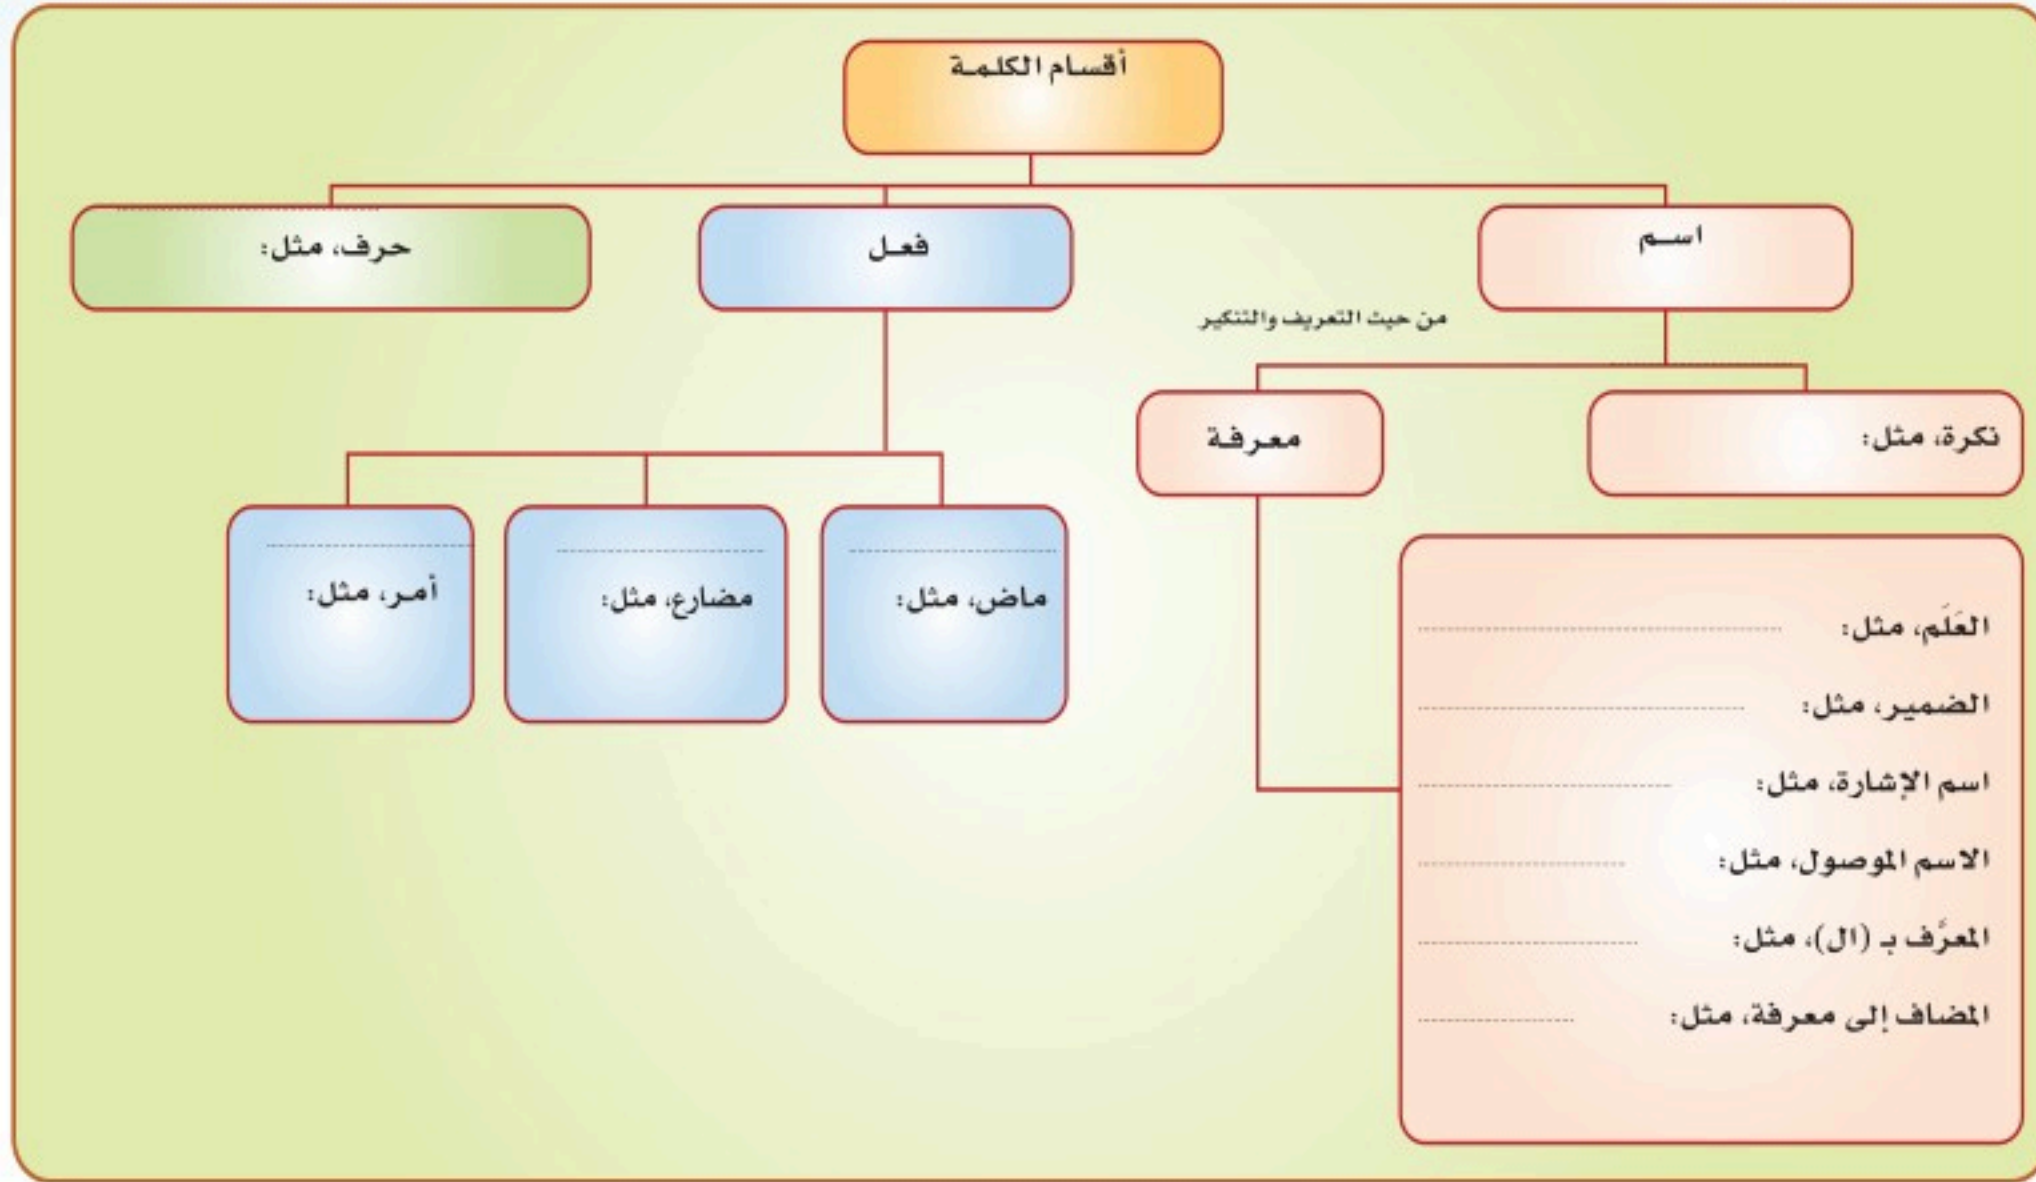 أقسام الكلمة
اسم
فعل
حرف، مثل:
من حيث التعريف والتنكير
نكرة، مثل:
معرفة
العَلَم، مثل:
الضمير، مثل:
اسم الإشارة، مثل:
الاسم الموصول، مثل:
المعرَّف بـ (ال)، مثل:
المضاف إلى معرفة، مثل:
ماض، مثل:
مضارع، مثل:
أمر، مثل: